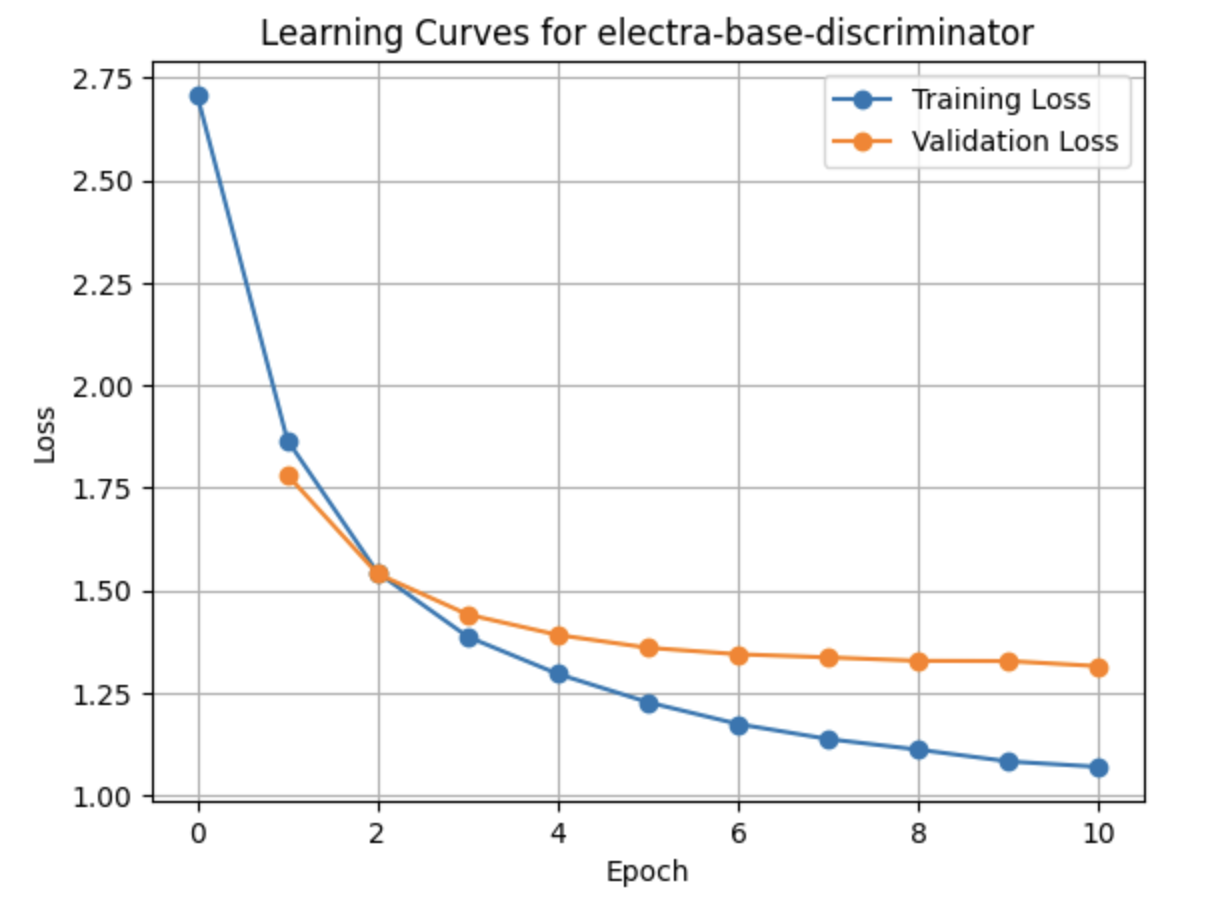 Learning Curves for electra-base-discriminator
Training Loss
Validation Loss
2.75
2.50
2.25
2.00
1.75
1.50
1.25
1.00
Loss
0 2 4 6 8 10
Epoch